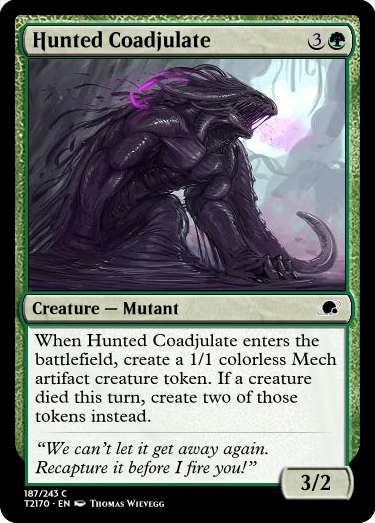 Hunted Coadjulate 3
Creature — Mutant
When Hunted Coadjulate enters the
battlefield, create a 1/1 colorless Mech
artifact creature token. If a creature
died this turn, create two of those
tokens instead.
“We can’t let it get away again.
Recapture it before I fire you!”
3/2
187/243 C
T2170 · EN Thomas Wievegg